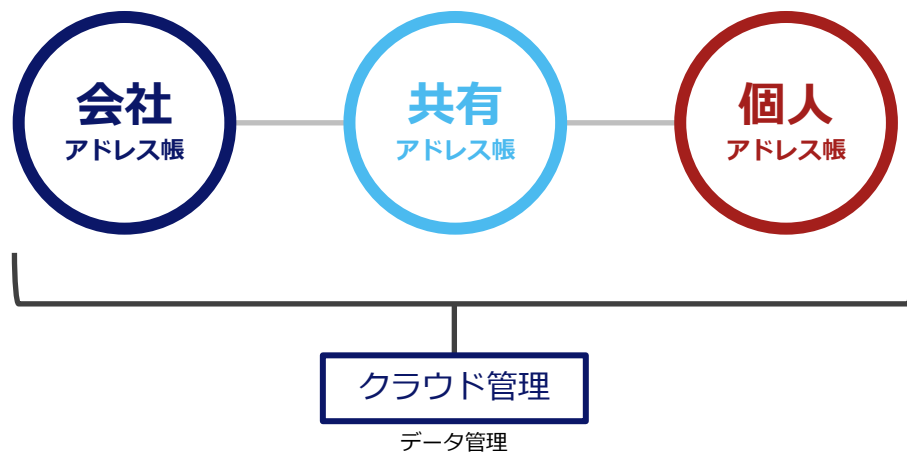 会社
アドレス帳
共有
アドレス帳
個人
アドレス帳
クラウド管理
データ管理